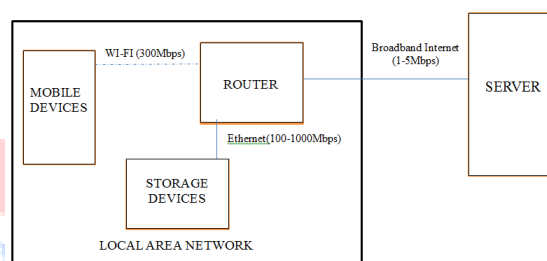 WI-FI (300Mbps)
MOBILE
DEVICES
ROUTER
Broadband Internet
(1-5Mbps)
SERVER
Ethernet(100-1000Mbps)
STORAGE
DEVICES
LOCAL AREA NETWORK